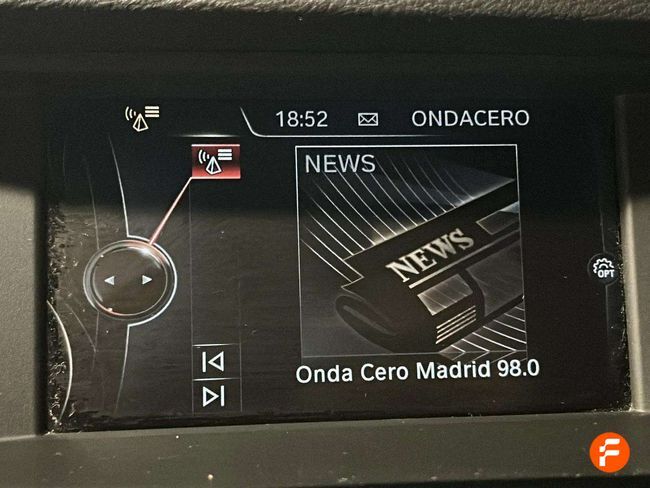 18:52 ONDACERO
NEWS
NEWS
OPT
Onda Cero Madrid 98.0